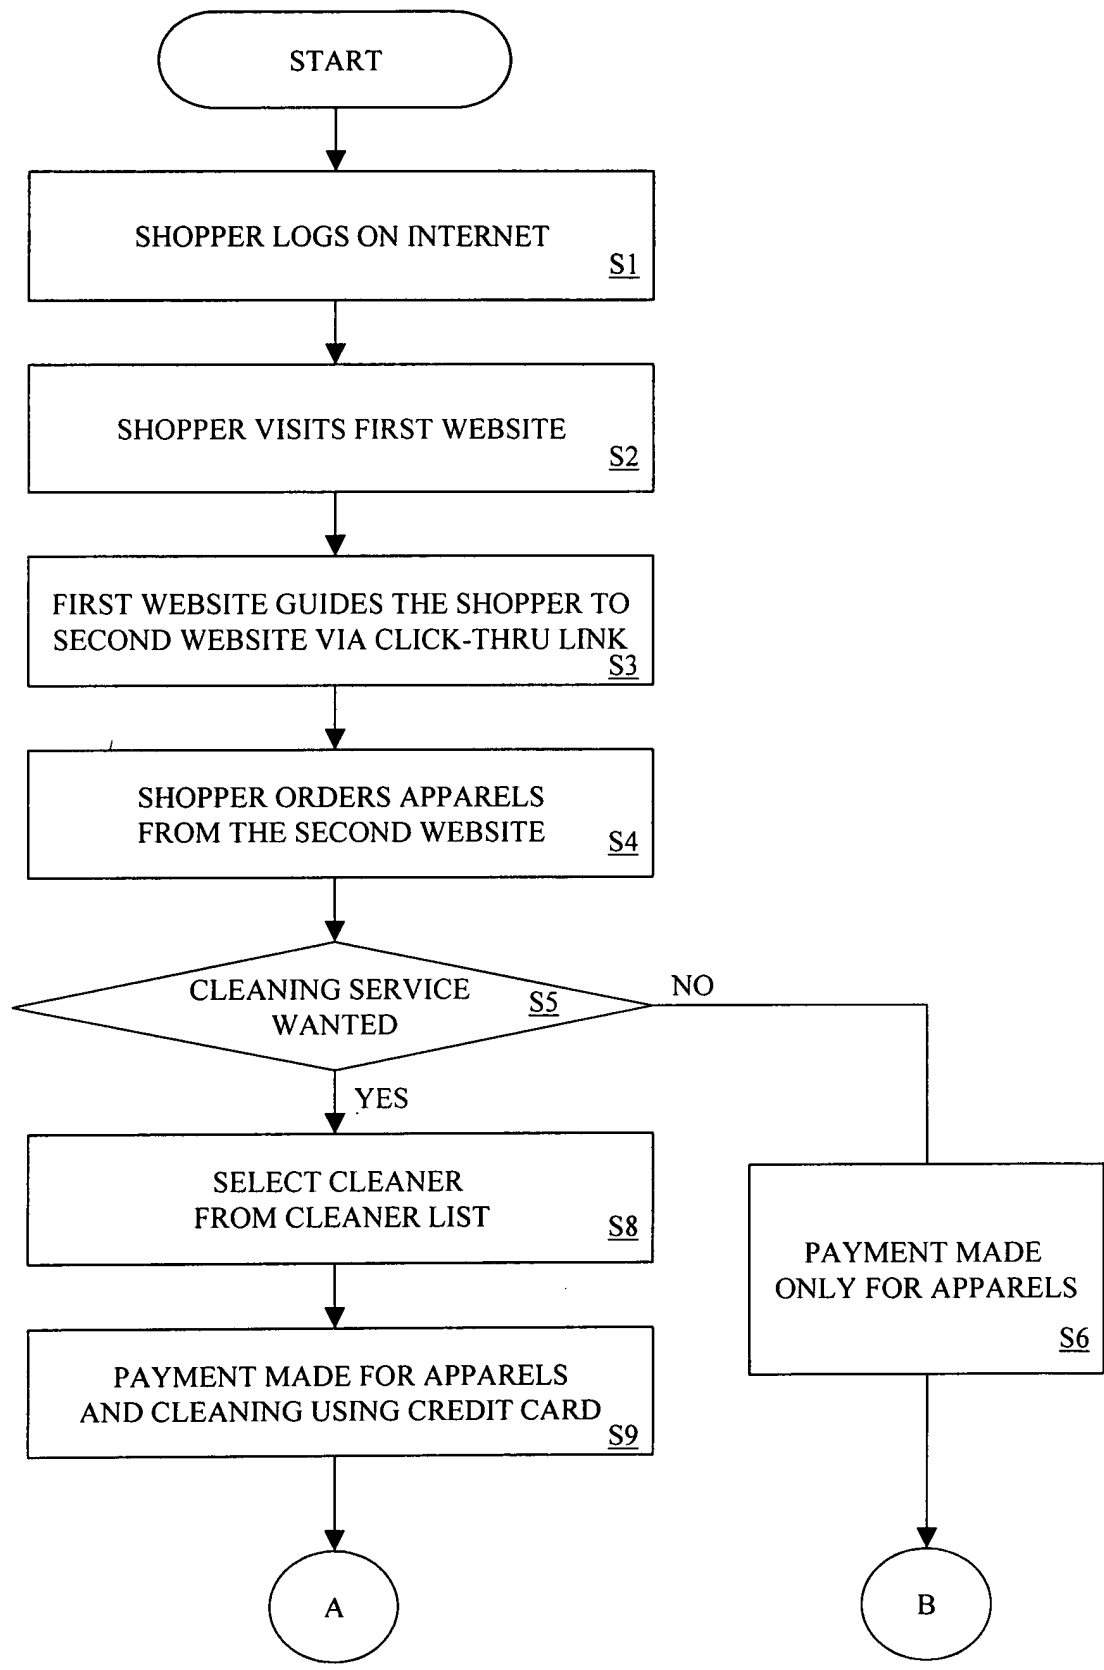 START
SHOPPER LOGS ON INTERNET
S1
SHOPPER VISITS FIRST WEBSITE
S2
FIRST WEBSITE GUIDES THE SHOPPER TO
SECOND WEBSITE VIA CLICK-THRU LINK
S3
SHOPPER ORDERS APPARELS
FROM THE SECOND WEBSITE
S4
CLEANING SERVICE
WANTED
S5
NO
YES
SELECT CLEANER
FROM CLEANER LIST
S8
PAYMENT MADE
ONLY FOR APPARELS
S6
PAYMENT MADE FOR APPARELS
AND CLEANING USING CREDIT CARD
S9
A
B